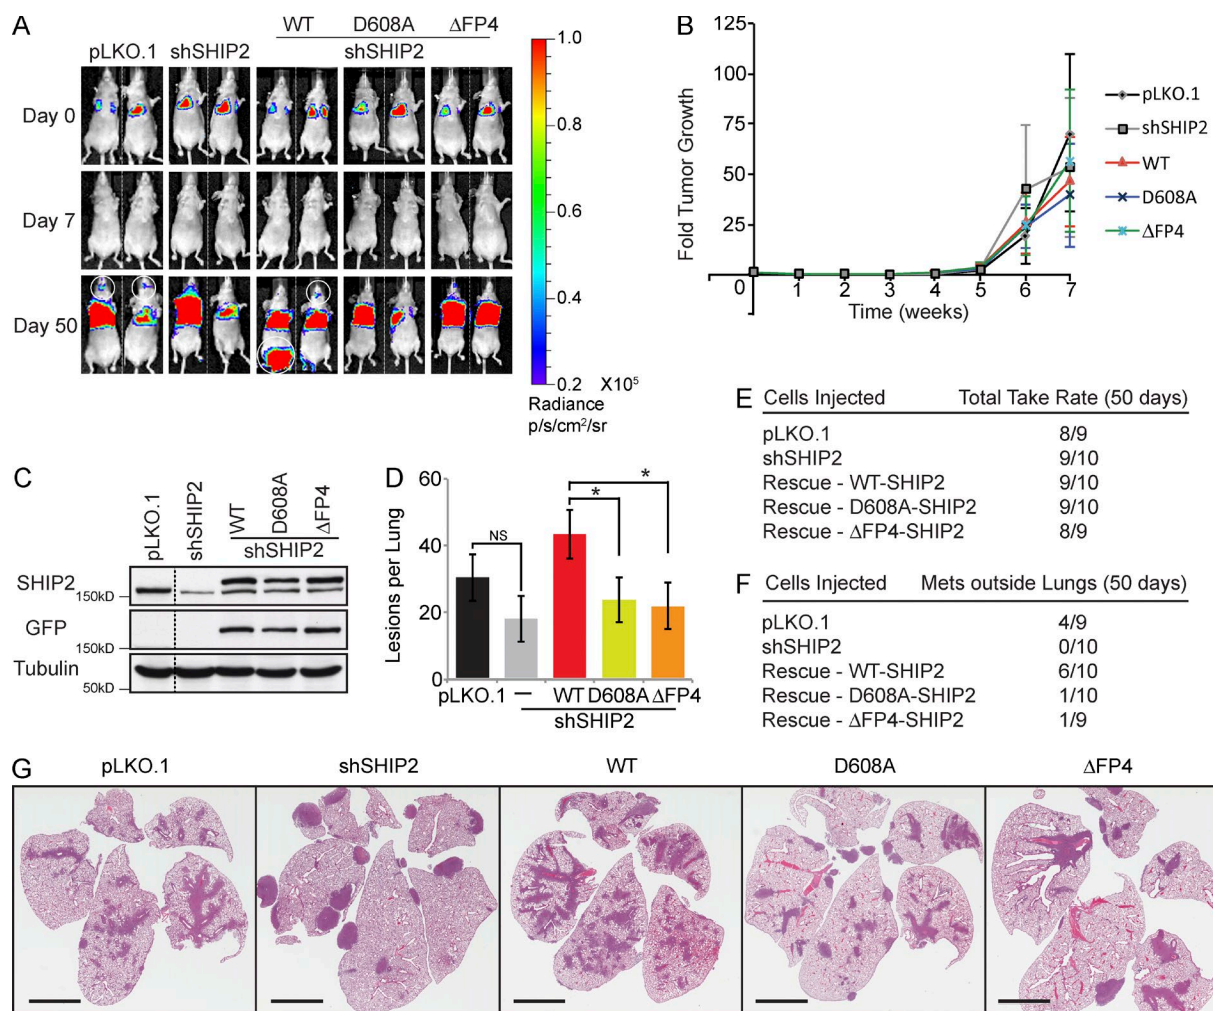 A
WT D608A ΔFP4
pLKO.1 shSHIP2 shSHIP2
Day 0
Day 7
Day 50
1.0
0.8
0.6
0.4
0.2 X10⁵
Radiance
p/s/cm²/sr
B
Fold Tumor Growth
125
100
75
50
25
0 1 2 3 4 5 6 7
Time (weeks)
pLKO.1
shSHIP2
WT
D608A
ΔFP4
C
pLKO.1 shSHIP2 WT D608A ΔFP4
shSHIP2
SHIP2
150kD
GFP
150kD
Tubulin
50kD
D
Lesions per Lung
60
40
20
0
NS * *
pLKO.1 — WT D608A ΔFP4
shSHIP2
E Cells Injected Total Take Rate (50 days)
pLKO.1 8/9
shSHIP2 9/10
Rescue - WT-SHIP2 9/10
Rescue - D608A-SHIP2 9/10
Rescue - ΔFP4-SHIP2 8/9
F Cells Injected Mets outside Lungs (50 days)
pLKO.1 4/9
shSHIP2 0/10
Rescue - WT-SHIP2 6/10
Rescue - D608A-SHIP2 1/10
Rescue - ΔFP4-SHIP2 1/9
G pLKO.1 shSHIP2 WT D608A ΔFP4